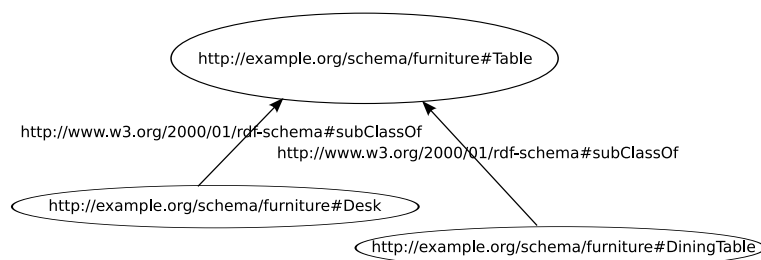 http://example.org/schema/furniture#Table
http://www.w3.org/2000/01/rdf-schema#subClassOf
http://www.w3.org/2000/01/rdf-schema#subClassOf
http://example.org/schema/furniture#Desk
http://example.org/schema/furniture#DiningTable